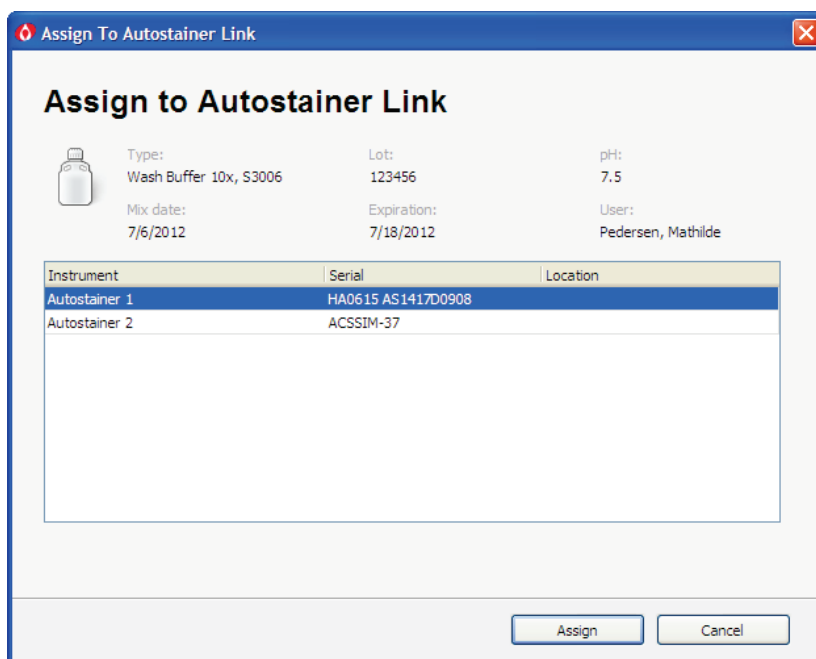 Assign To Autostainer Link
Assign to Autostainer Link
Type: Lot: pH:
Wash Buffer 10x, S3006 123456 7.5
Mix date: Expiration: User:
7/6/2012 7/18/2012 Pedersen, Mathilde
Instrument Serial Location
Autostainer 1 HA0615 AS1417D0908
Autostainer 2 ACSSIM-37
Assign Cancel